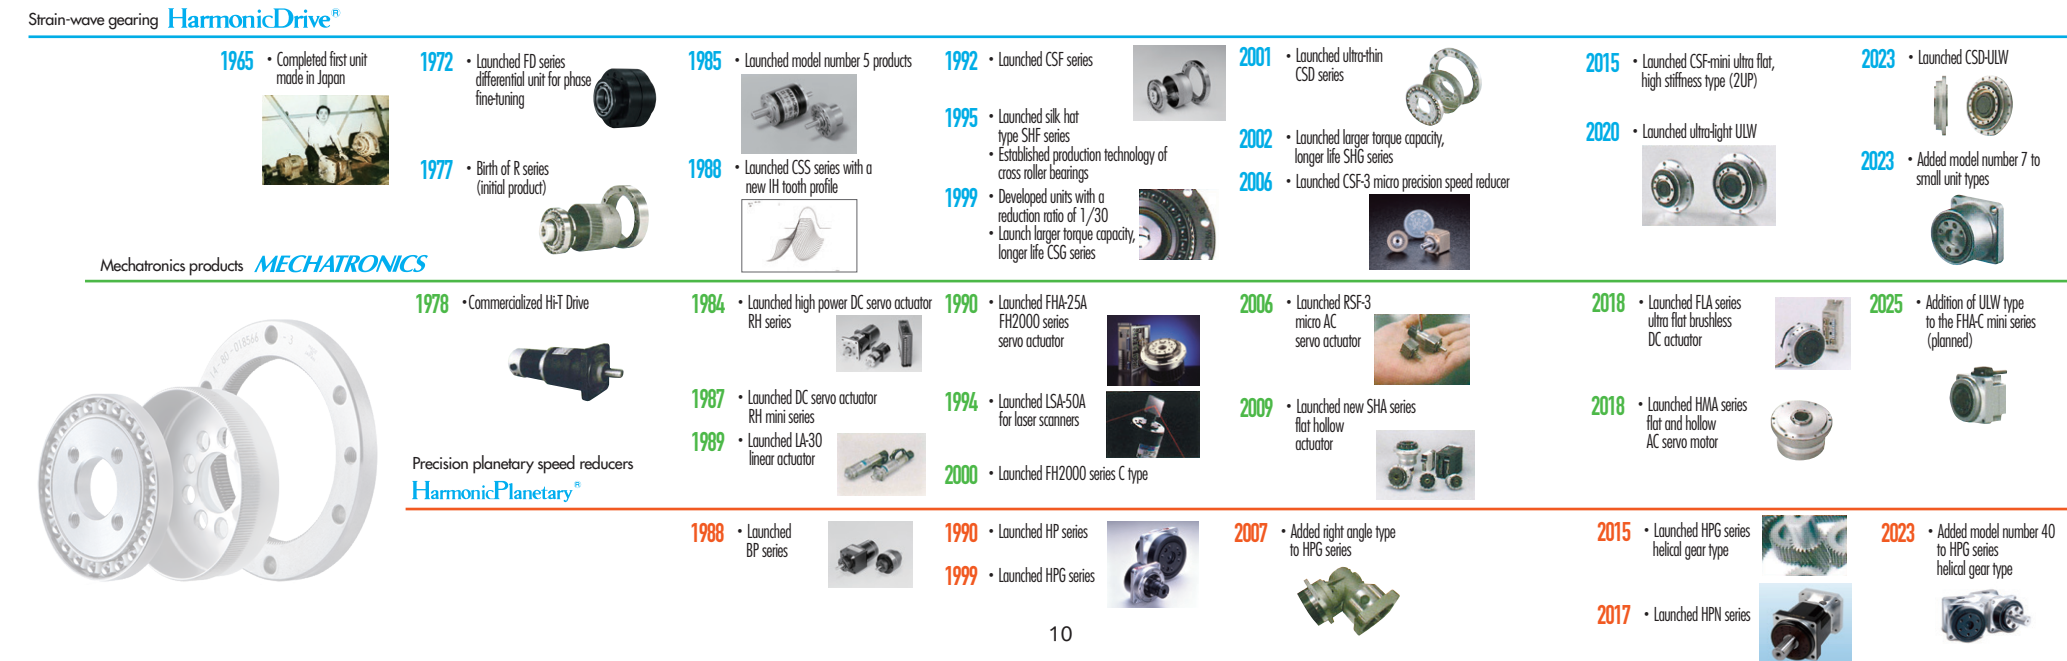 Strain-wave gearing HarmonicDrive®
1965 • Completed first unit
made in Japan
1972 • Launched FD series
differential unit for phase
fine-tuning
1977 • Birth of R series
(initial product)
1985 • Launched model number 5 products
1988 • Launched CSS series with a
new IH tooth profile
1992 • Launched CSF series
1995 • Launched silk hat
type SHF series
• Established production technology of
cross roller bearings
1999 • Developed units with a
reduction ratio of 1/30
• Launch larger torque capacity,
longer life CSG series
2001 • Launched ultra-thin
CSD series
2002 • Launched larger torque capacity,
longer life SHG series
2006 • Launched CSF-3 micro precision speed reducer
2015 • Launched CSF-mini ultra flat,
high stiffness type (2UP)
2020 • Launched ultra-light ULW
2023 • Launched CSD-ULW
2023 • Added model number 7 to
small unit types
Mechatronics products MECHATRONICS
1978 • Commercialized Hi-T Drive
1984 • Launched high power DC servo actuator
RH series
1987 • Launched DC servo actuator
RH mini series
1989 • Launched LA-30
linear actuator
1990 • Launched FHA-25A
FH2000 series
servo actuator
1994 • Launched LSA-50A
for laser scanners
2000 • Launched FH2000 series C type
2006 • Launched RSF-3
micro AC
servo actuator
2009 • Launched new SHA series
flat hollow
actuator
2018 • Launched FLA series
ultra flat brushless
DC actuator
2018 • Launched HMA series
flat and hollow
AC servo motor
2025 • Addition of ULW type
to the FHA-C mini series
(planned)
14-80-018566 -3
Precision planetary speed reducers
HarmonicPlanetary®
1988 • Launched
BP series
1990 • Launched HP series
1999 • Launched HPG series
2007 • Added right angle type
to HPG series
2015 • Launched HPG series
helical gear type
2017 • Launched HPN series
2023 • Added model number 40
to HPG series
helical gear type
10